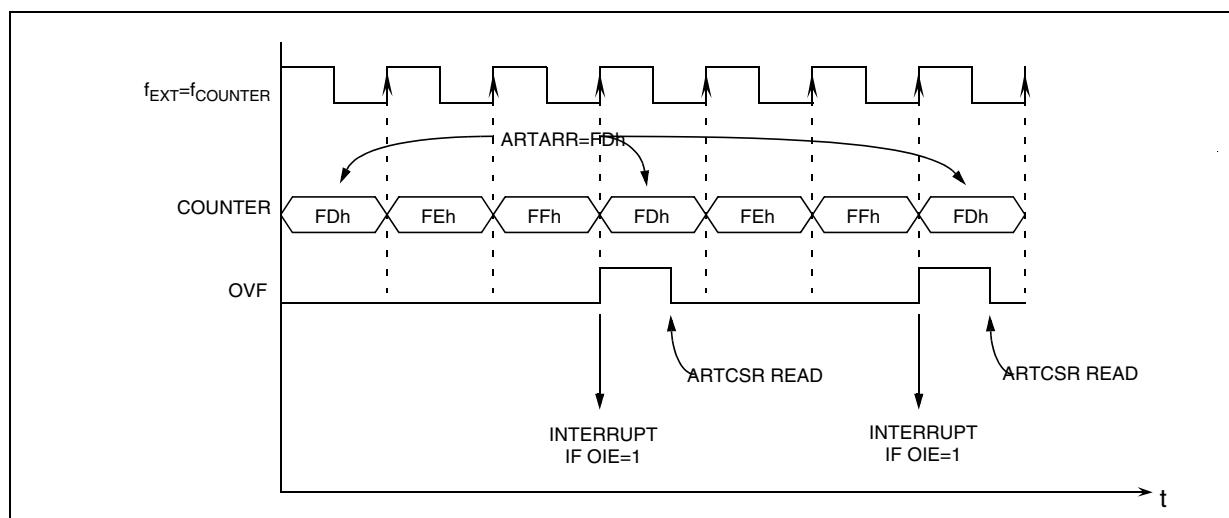 fEXT=fCOUNTER
ARTARR=FDh
COUNTER
FDh
FEh
FFh
FDh
FEh
FFh
FDh
OVF
ARTCSR READ
ARTCSR READ
INTERRUPT
IF OIE=1
INTERRUPT
IF OIE=1
t